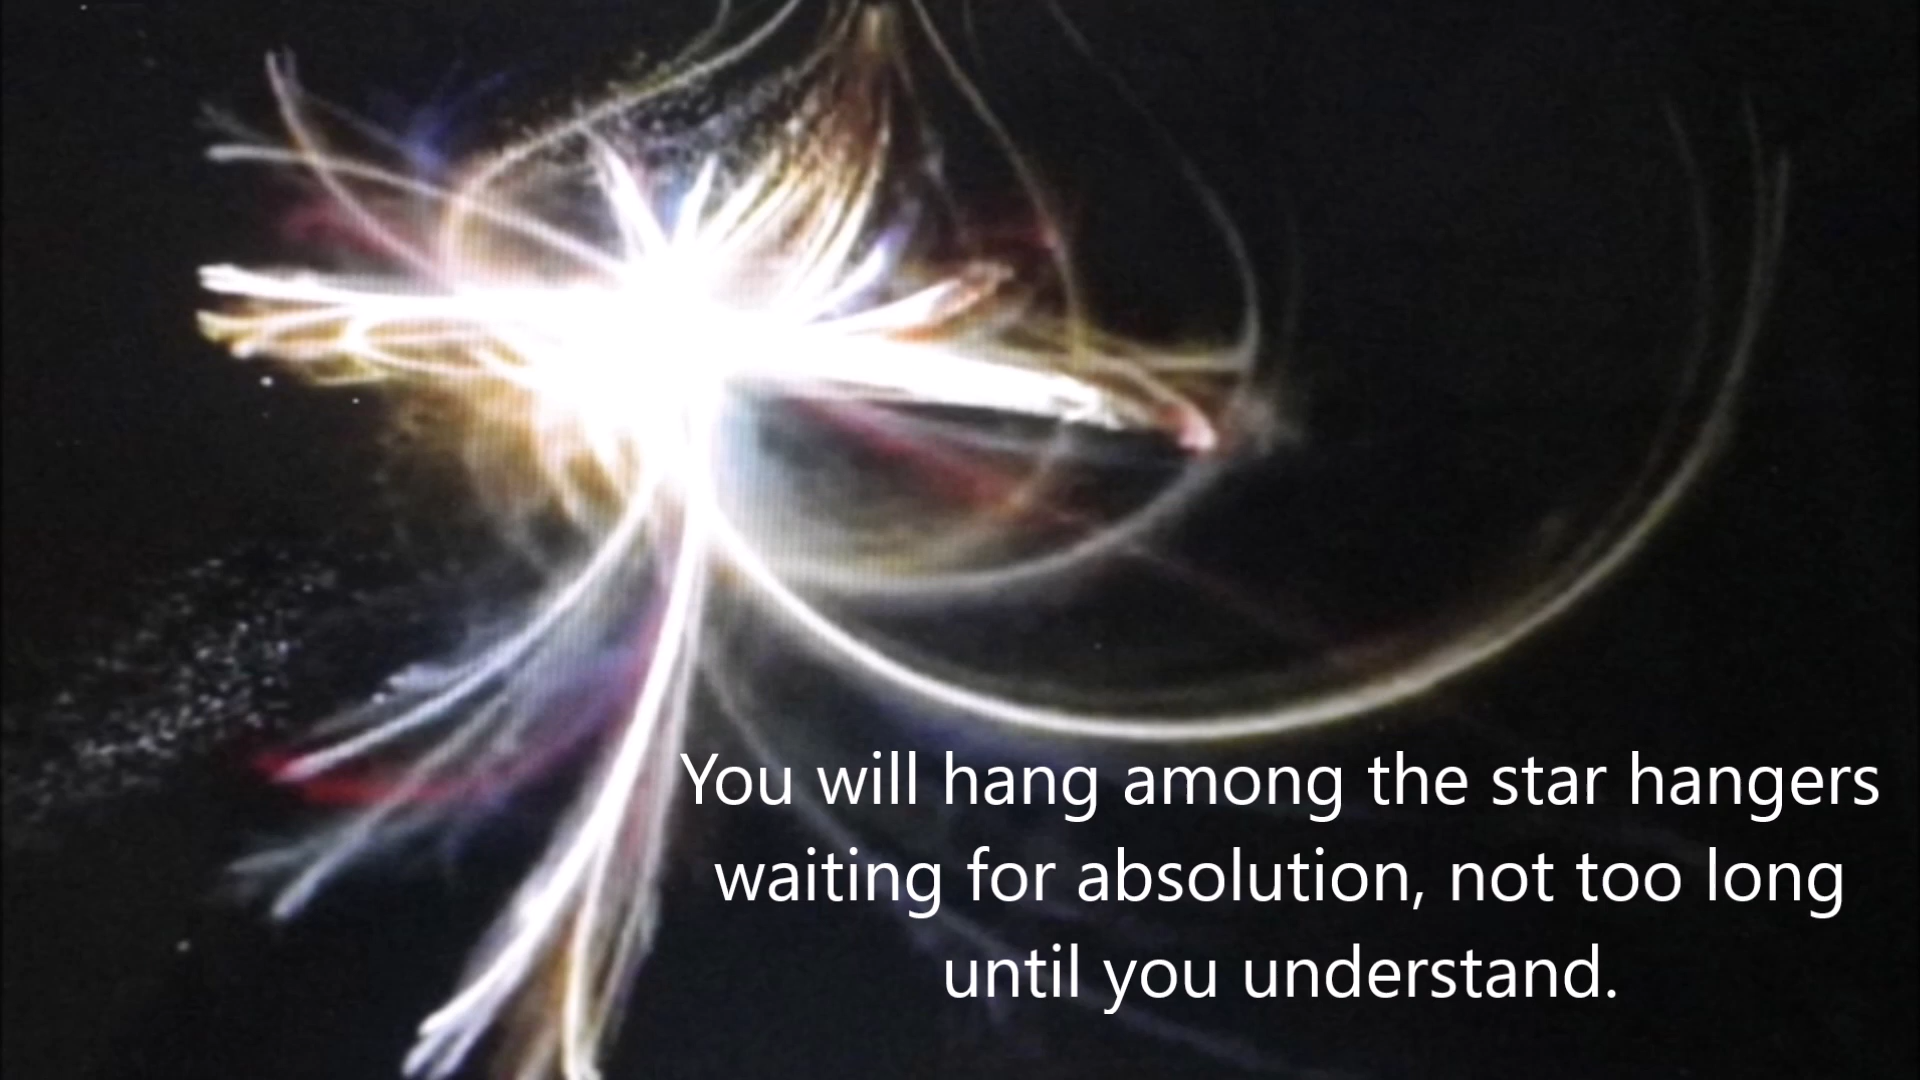 You will hang among the star hangers
waiting for absolution, not too long
until you understand.